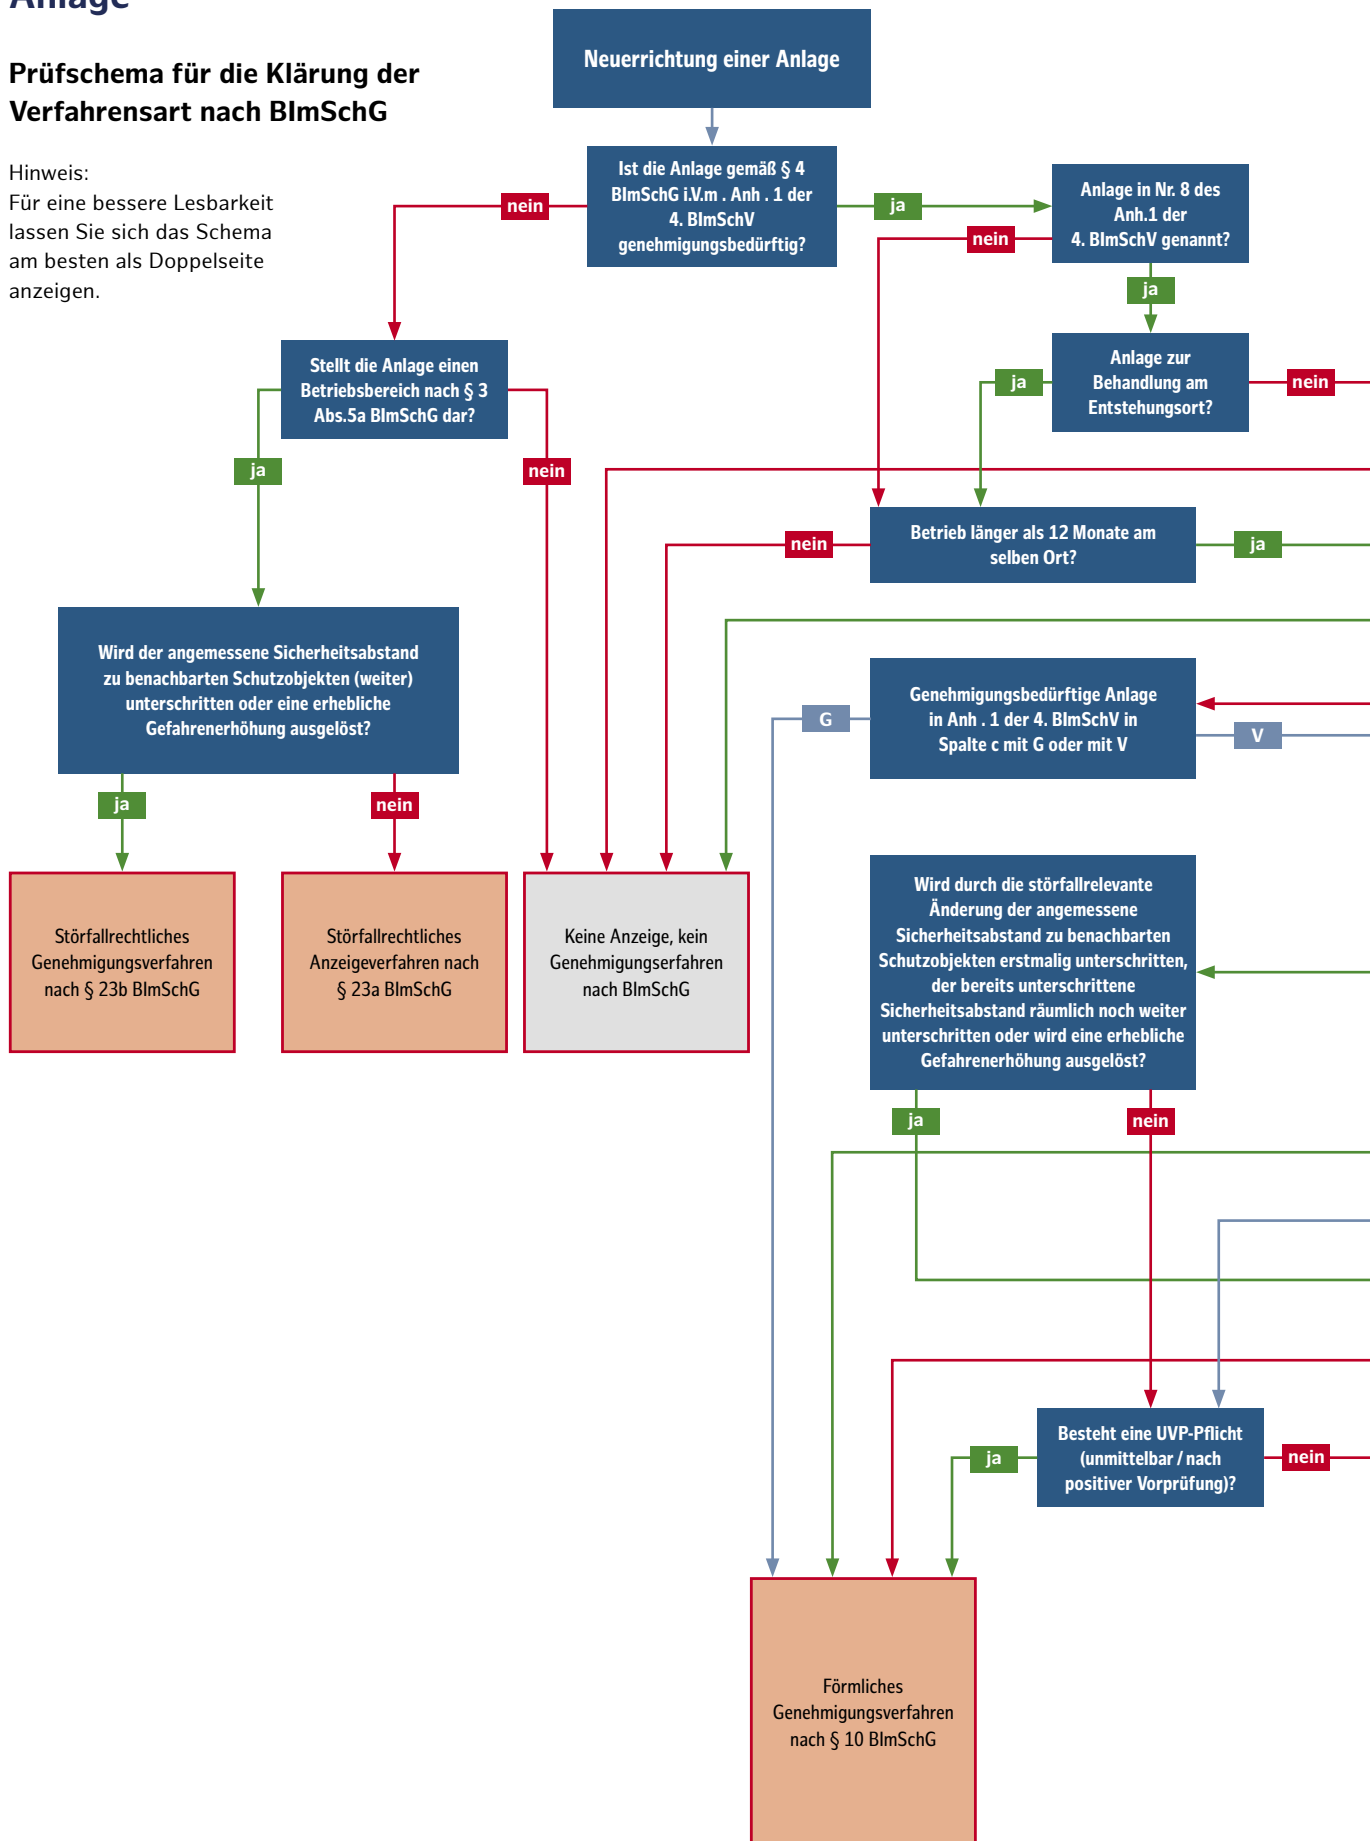 Anlage
Prüfschema für die Klärung der
Verfahrensart nach BImSchG
Hinweis:
Für eine bessere Lesbarkeit
lassen Sie sich das Schema
am besten als Doppelseite
anzeigen.
Neuerrichtung einer Anlage
Ist die Anlage gemäß § 4
BImSchG i.V.m . Anh . 1 der
4. BImSchV
genehmigungsbedürftig?
nein
ja
Anlage in Nr. 8 des
Anh.1 der
4. BImSchV genannt?
nein
ja
Stellt die Anlage einen
Betriebsbereich nach § 3
Abs.5a BImSchG dar?
ja
nein
Anlage zur
Behandlung am
Entstehungsort?
ja
nein
Betrieb länger als 12 Monate am
selben Ort?
nein
ja
Wird der angemessene Sicherheitsabstand
zu benachbarten Schutzobjekten (weiter)
unterschritten oder eine erhebliche
Gefahrenerhöhung ausgelöst?
ja
nein
Genehmigungsbedürftige Anlage
in Anh . 1 der 4. BImSchV in
Spalte c mit G oder mit V
G
V
Störfallrechtliches
Genehmigungsverfahren
nach § 23b BImSchG
Störfallrechtliches
Anzeigeverfahren nach
§ 23a BImSchG
Keine Anzeige, kein
Genehmigungserfahren
nach BImSchG
Wird durch die störfallrelevante
Änderung der angemessene
Sicherheitsabstand zu benachbarten
Schutzobjekten erstmalig unterschritten,
der bereits unterschrittene
Sicherheitsabstand räumlich noch weiter
unterschritten oder wird eine erhebliche
Gefahrenerhöhung ausgelöst?
ja
nein
Besteht eine UVP-Pflicht
(unmittelbar / nach
positiver Vorprüfung)?
ja
nein
Förmliches
Genehmigungsverfahren
nach § 10 BImSchG